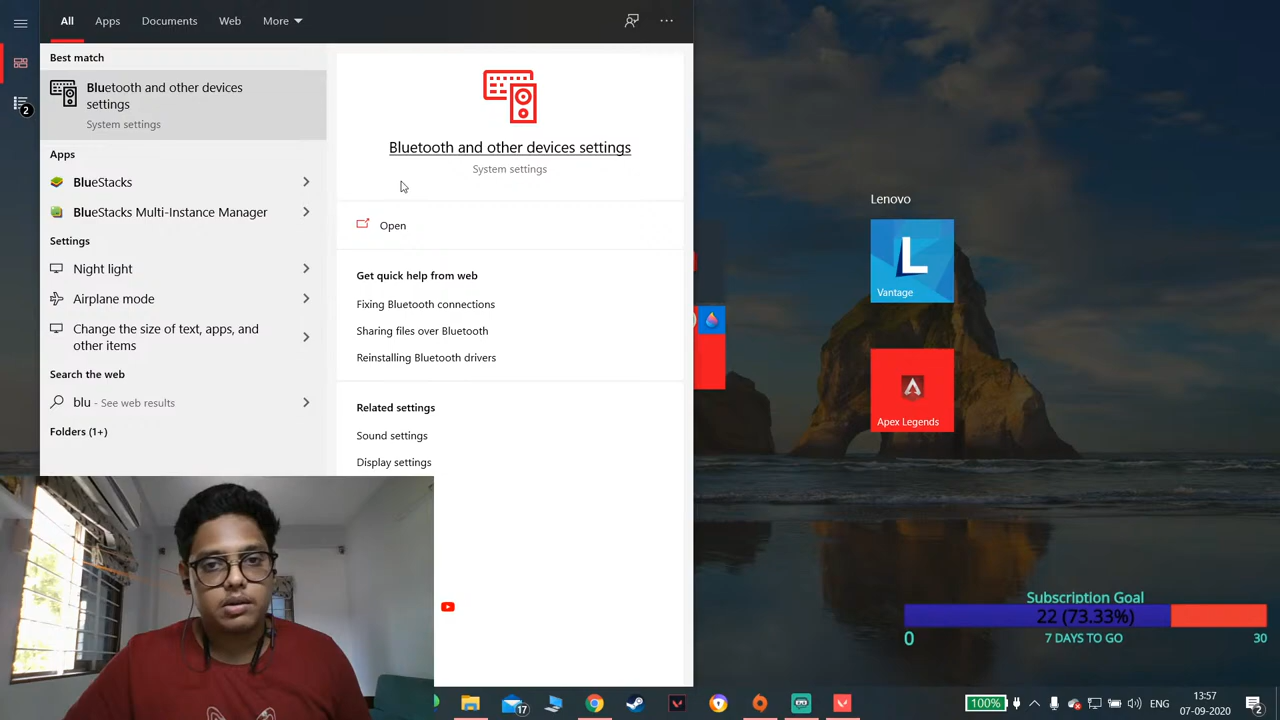 All Apps Documents Web More
Best match
Bluetooth and other devices
settings
System settings
Apps
BlueStacks
BlueStacks Multi-Instance Manager
Settings
Night light
Airplane mode
Change the size of text, apps, and
other items
Search the web
blu - See web results
Folders (1+)
2
Bluetooth and other devices settings
System settings
Open
Get quick help from web
Fixing Bluetooth connections
Sharing files over Bluetooth
Reinstalling Bluetooth drivers
Related settings
Sound settings
Display settings
Lenovo
L
Vantage
Apex Legends
Subscription Goal
22 (73.33%)
0 7 DAYS TO GO 30
17
100%
ENG
13:57
07-09-2020
2